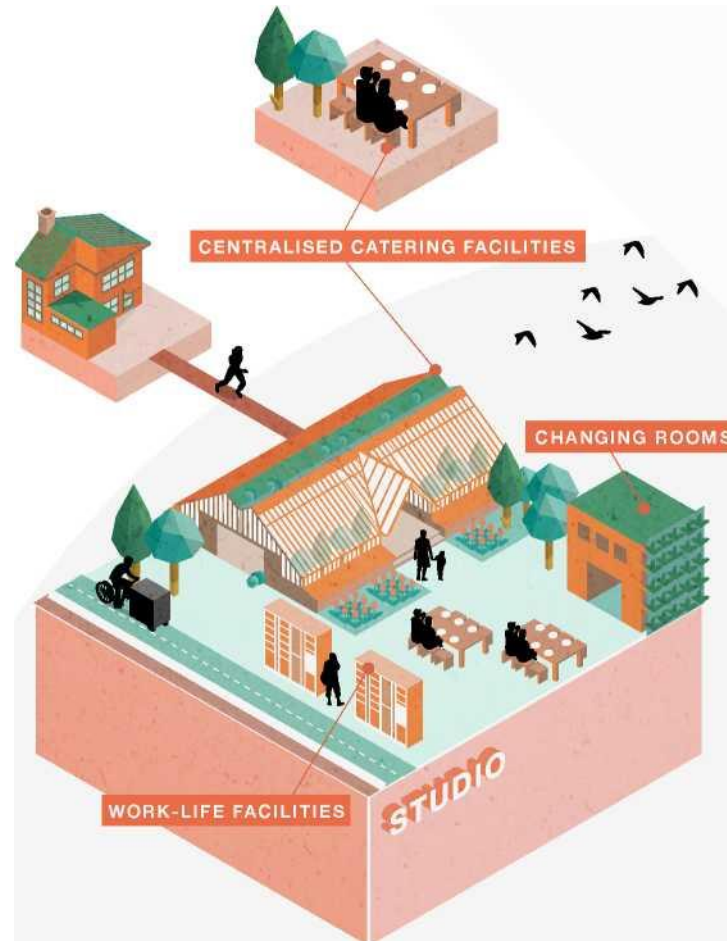 CENTRALISED CATERING FACILITIES
CHANGING ROOMS
WORK-LIFE FACILITIES
STUDIO